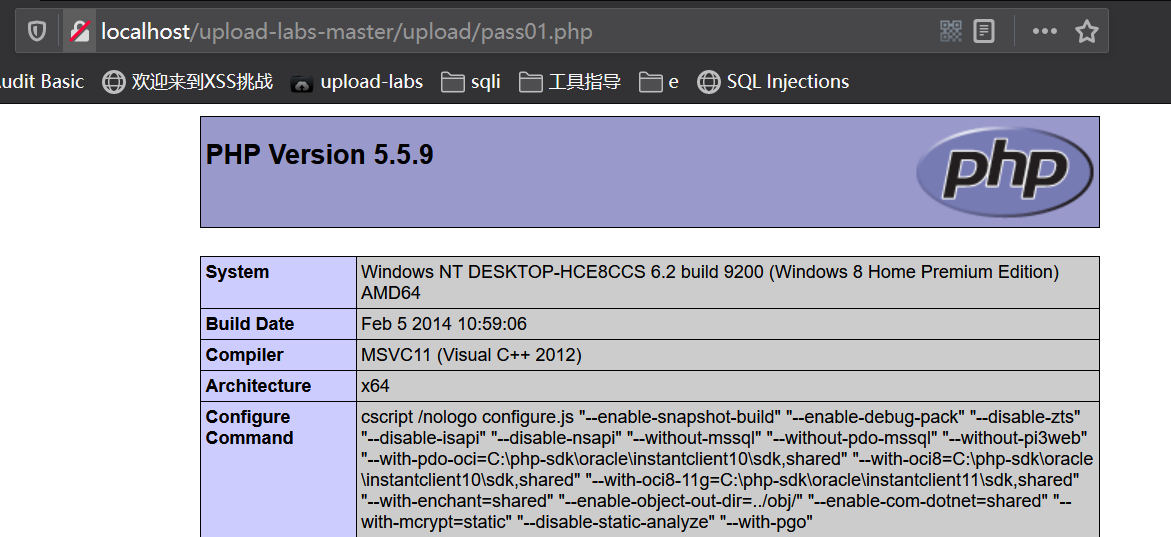 localhost/upload-labs-master/upload/pass01.php
udit Basic 欢迎来到XSS挑战 upload-labs sqli 工具指导 e SQL Injections
PHP Version 5.5.9
php
System Windows NT DESKTOP-HCE8CCS 6.2 build 9200 (Windows 8 Home Premium Edition)
AMD64
Build Date Feb 5 2014 10:59:06
Compiler MSVC11 (Visual C++ 2012)
Architecture x64
Configure cscript /nologo configure.js "--enable-snapshot-build" "--enable-debug-pack" "--disable-zts"
Command "--disable-isapi" "--disable-nsapi" "--without-mssql" "--without-pdo-mssql" "--without-pi3web"
"--with-pdo-oci=C:\php-sdk\oracle\instantclient10\sdk,shared" "--with-oci8=C:\php-sdk\oracle
\instantclient10\sdk,shared" "--with-oci8-11g=C:\php-sdk\oracle\instantclient11\sdk,shared"
"--with-enchant=shared" "--enable-object-out-dir=../obj/" "--enable-com-dotnet=shared" "--
with-mcrypt=static" "--disable-static-analyze" "--with-pgo"